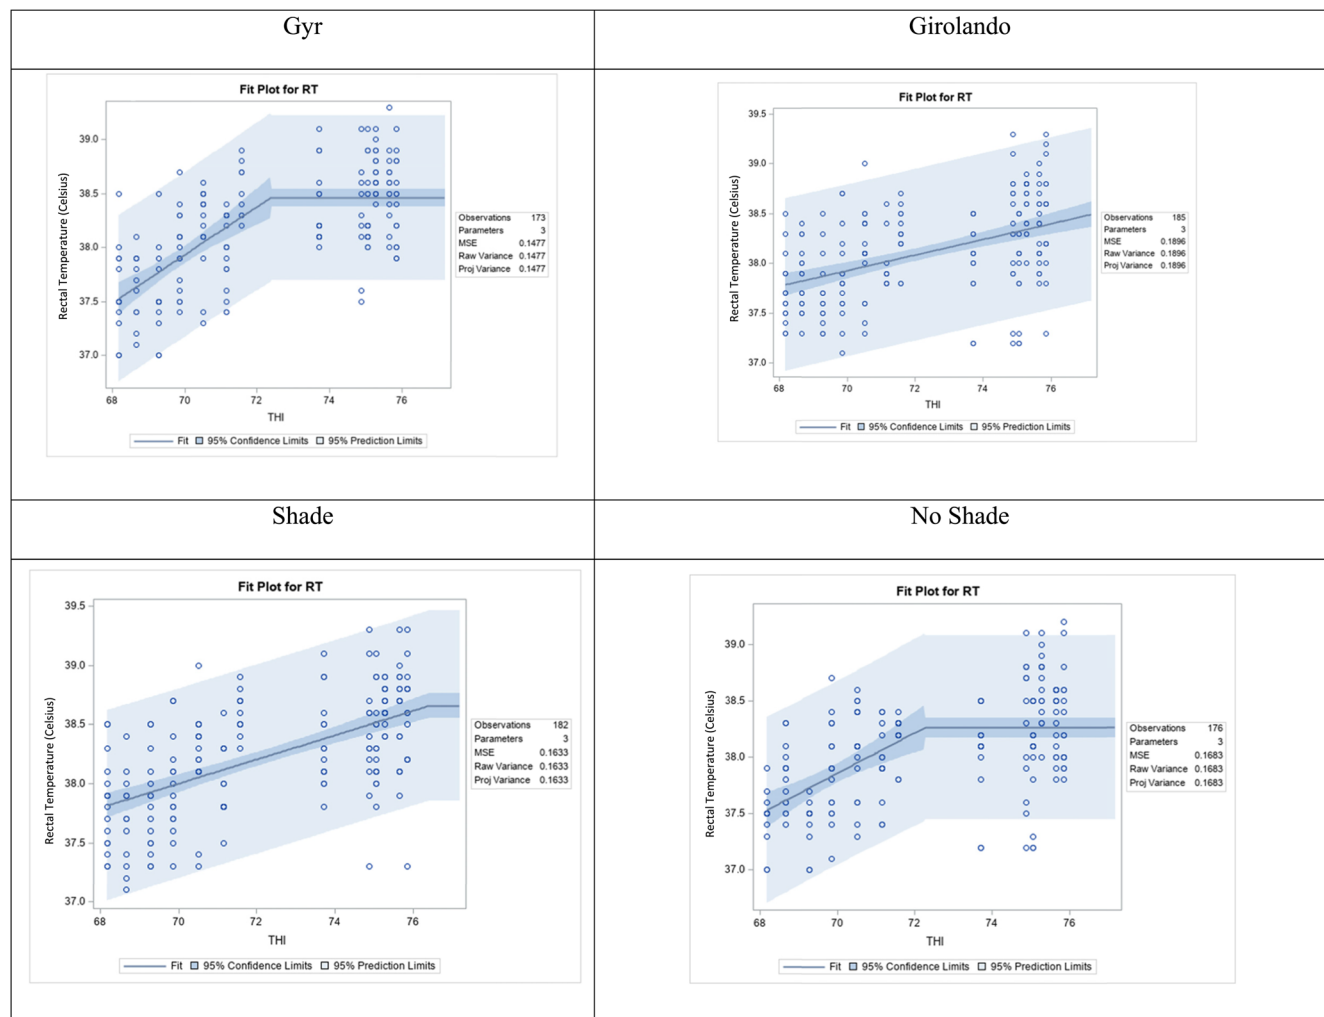 Gyr
Girolando
Fit Plot for RT
Rectal Temperature (Celsius)
39.0
38.5
38.0
37.5
37.0
68 70 72 74 76
THI
Observations 173
Parameters 3
MSE 0.1477
Raw Variance 0.1477
Proj Variance 0.1477
Fit 95% Confidence Limits 95% Prediction Limits
Fit Plot for RT
Rectal Temperature (Celsius)
39.5
39.0
38.5
38.0
37.5
37.0
68 70 72 74 76
THI
Observations 185
Parameters 3
MSE 0.1896
Raw Variance 0.1896
Proj Variance 0.1896
Fit 95% Confidence Limits 95% Prediction Limits
Shade
No Shade
Fit Plot for RT
Rectal Temperature (Celsius)
39.5
39.0
38.5
38.0
37.5
37.0
68 70 72 74 76
THI
Observations 182
Parameters 3
MSE 0.1633
Raw Variance 0.1633
Proj Variance 0.1633
Fit 95% Confidence Limits 95% Prediction Limits
Fit Plot for RT
Rectal Temperature (Celsius)
39.0
38.5
38.0
37.5
37.0
68 70 72 74 76
THI
Observations 176
Parameters 3
MSE 0.1683
Raw Variance 0.1683
Proj Variance 0.1683
Fit 95% Confidence Limits 95% Prediction Limits